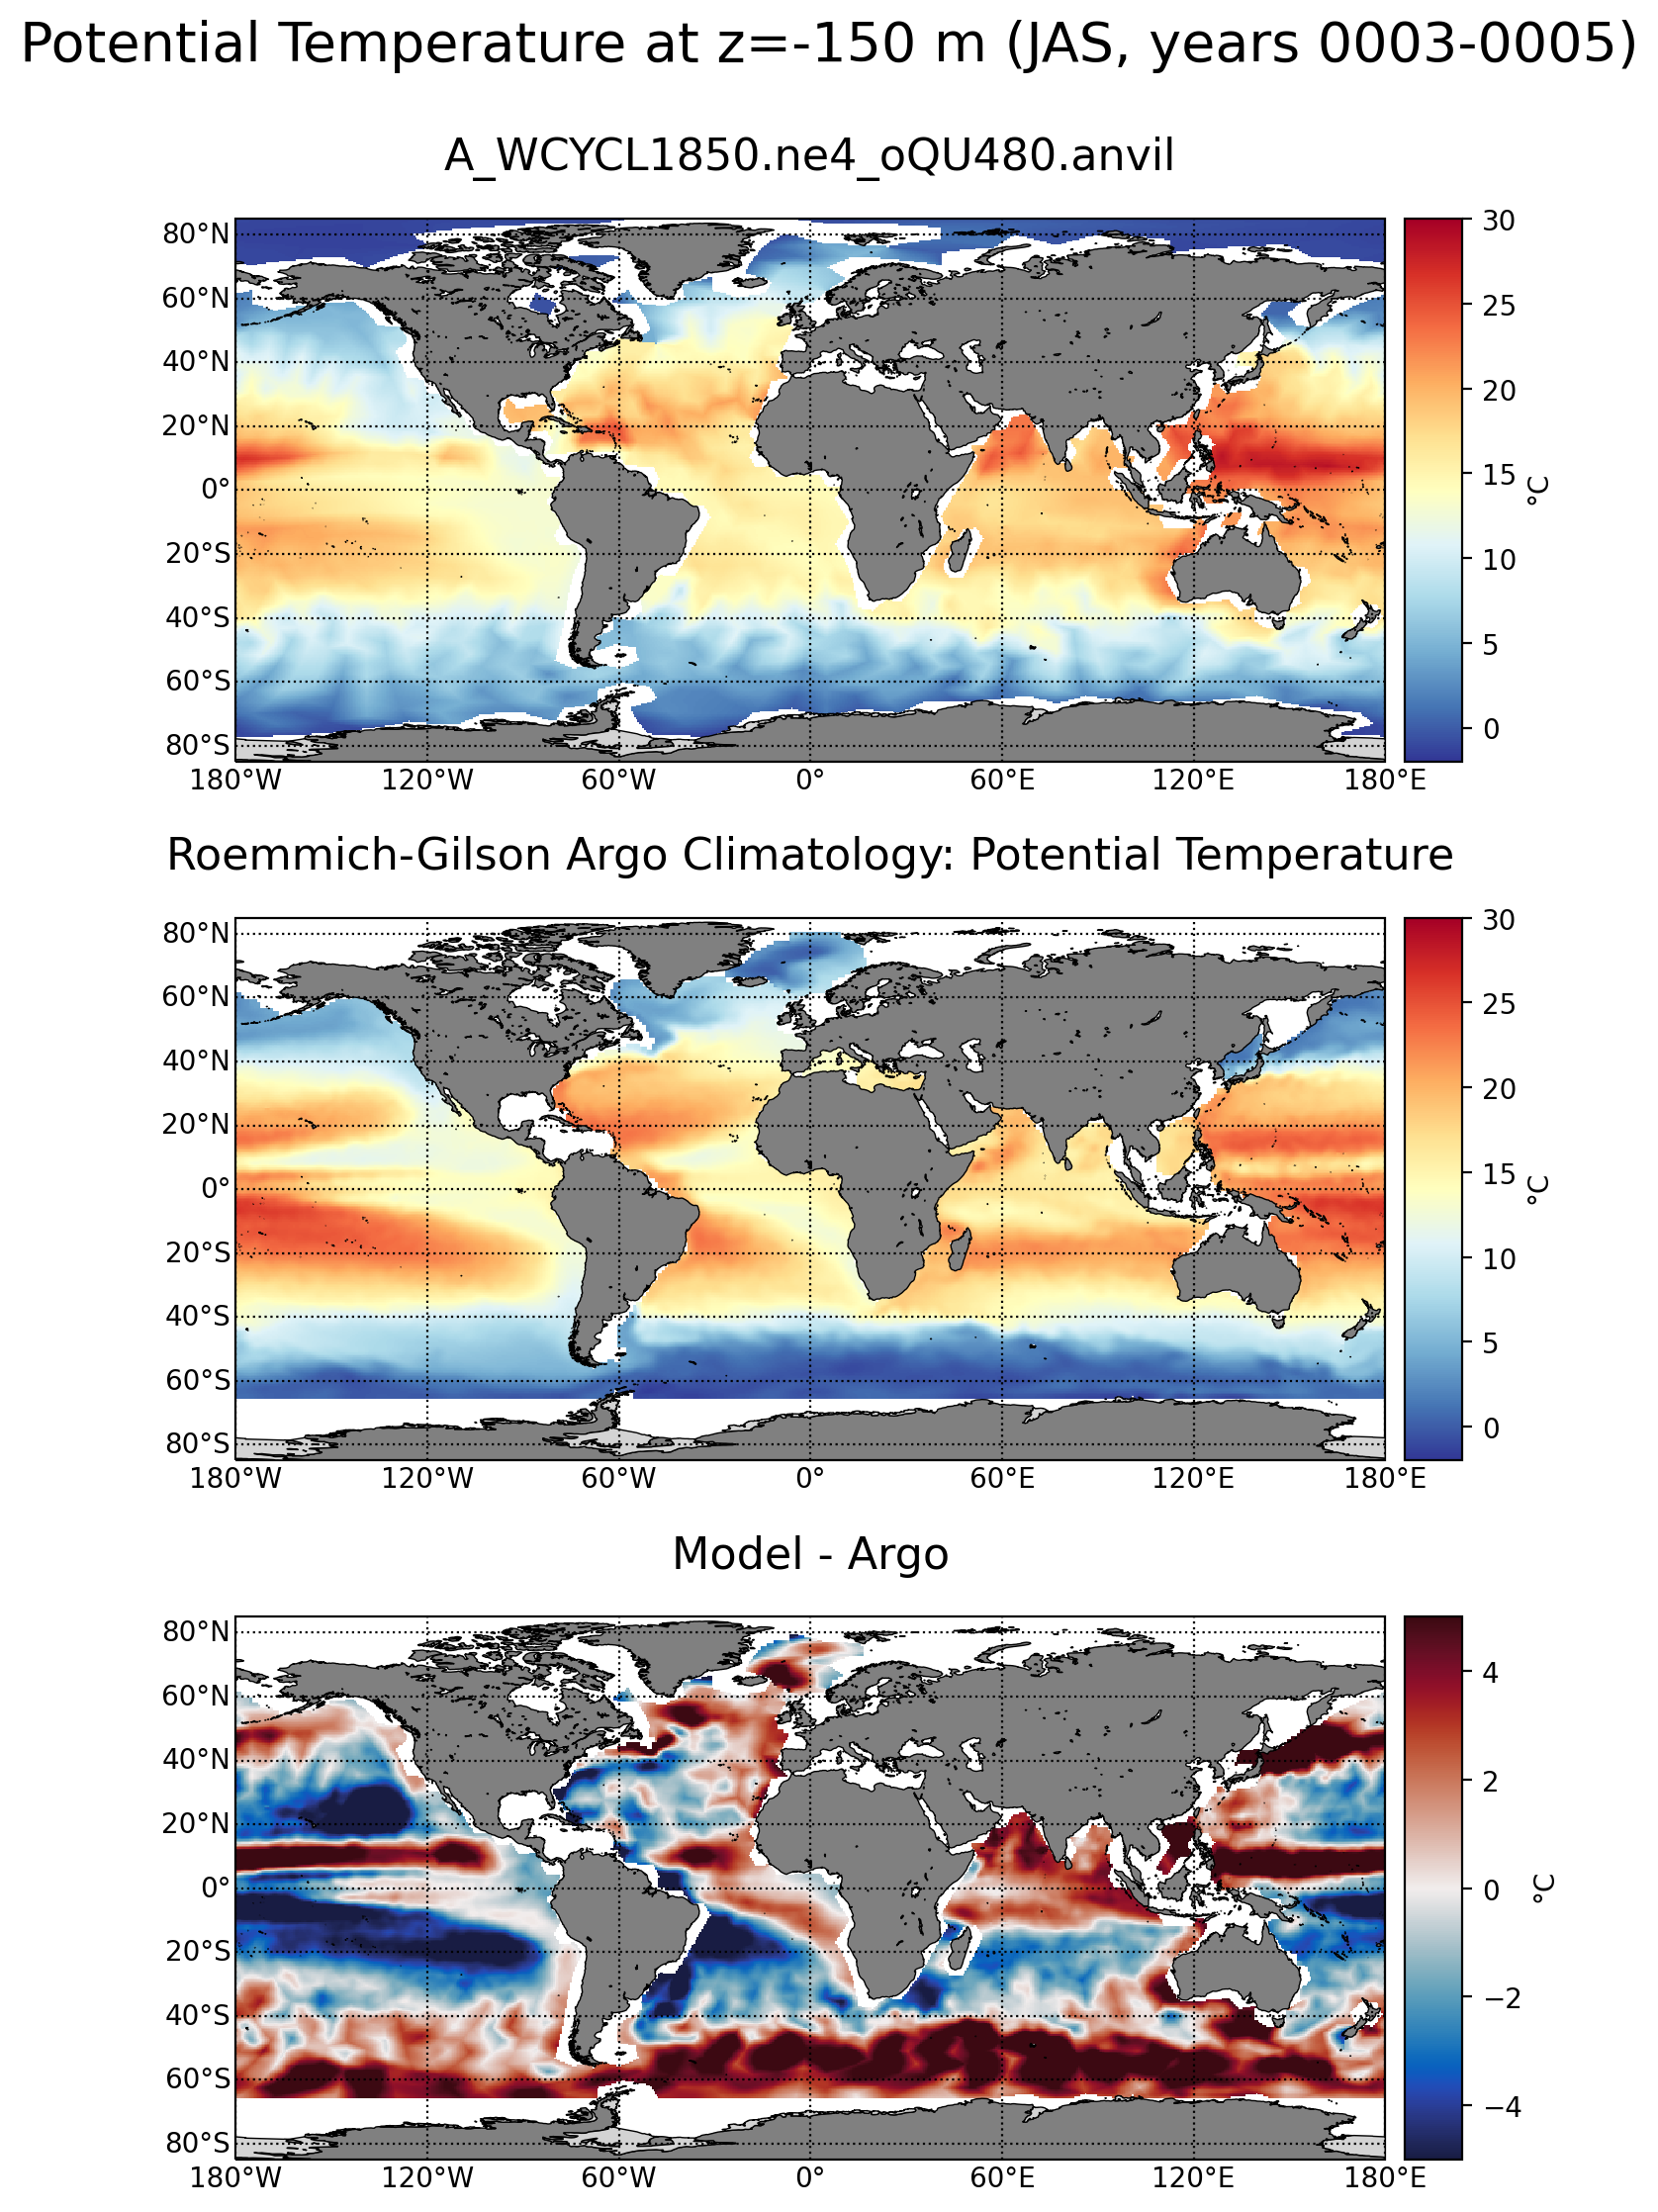 Potential Temperature at z=-150 m (JAS, years 0003-0005)
A_WCYCL1850.ne4_oQU480.anvil
80°N
60°N
40°N
20°N
0°
20°S
40°S
60°S
80°S
180°W 120°W 60°W 0° 60°E 120°E 180°E
30
25
20
15
10
5
0
°C
Roemmich-Gilson Argo Climatology: Potential Temperature
80°N
60°N
40°N
20°N
0°
20°S
40°S
60°S
80°S
180°W 120°W 60°W 0° 60°E 120°E 180°E
30
25
20
15
10
5
0
°C
Model - Argo
80°N
60°N
40°N
20°N
0°
20°S
40°S
60°S
80°S
180°W 120°W 60°W 0° 60°E 120°E 180°E
4
2
0
−2
−4
°C